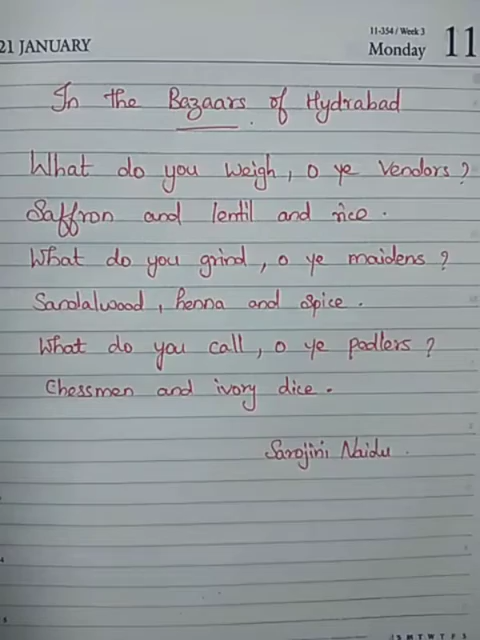 21 JANUARY
11-354 / Week 3
Monday 11
In the Bazaars of Hydrabad
What do you weigh, o ye vendors?
Saffron and lentil and rice.
What do you grind, o ye maidens?
Sandalwood, henna and spice.
What do you call, o ye pedlers?
Chessmen and ivory dice.
Sarojini Naidu.